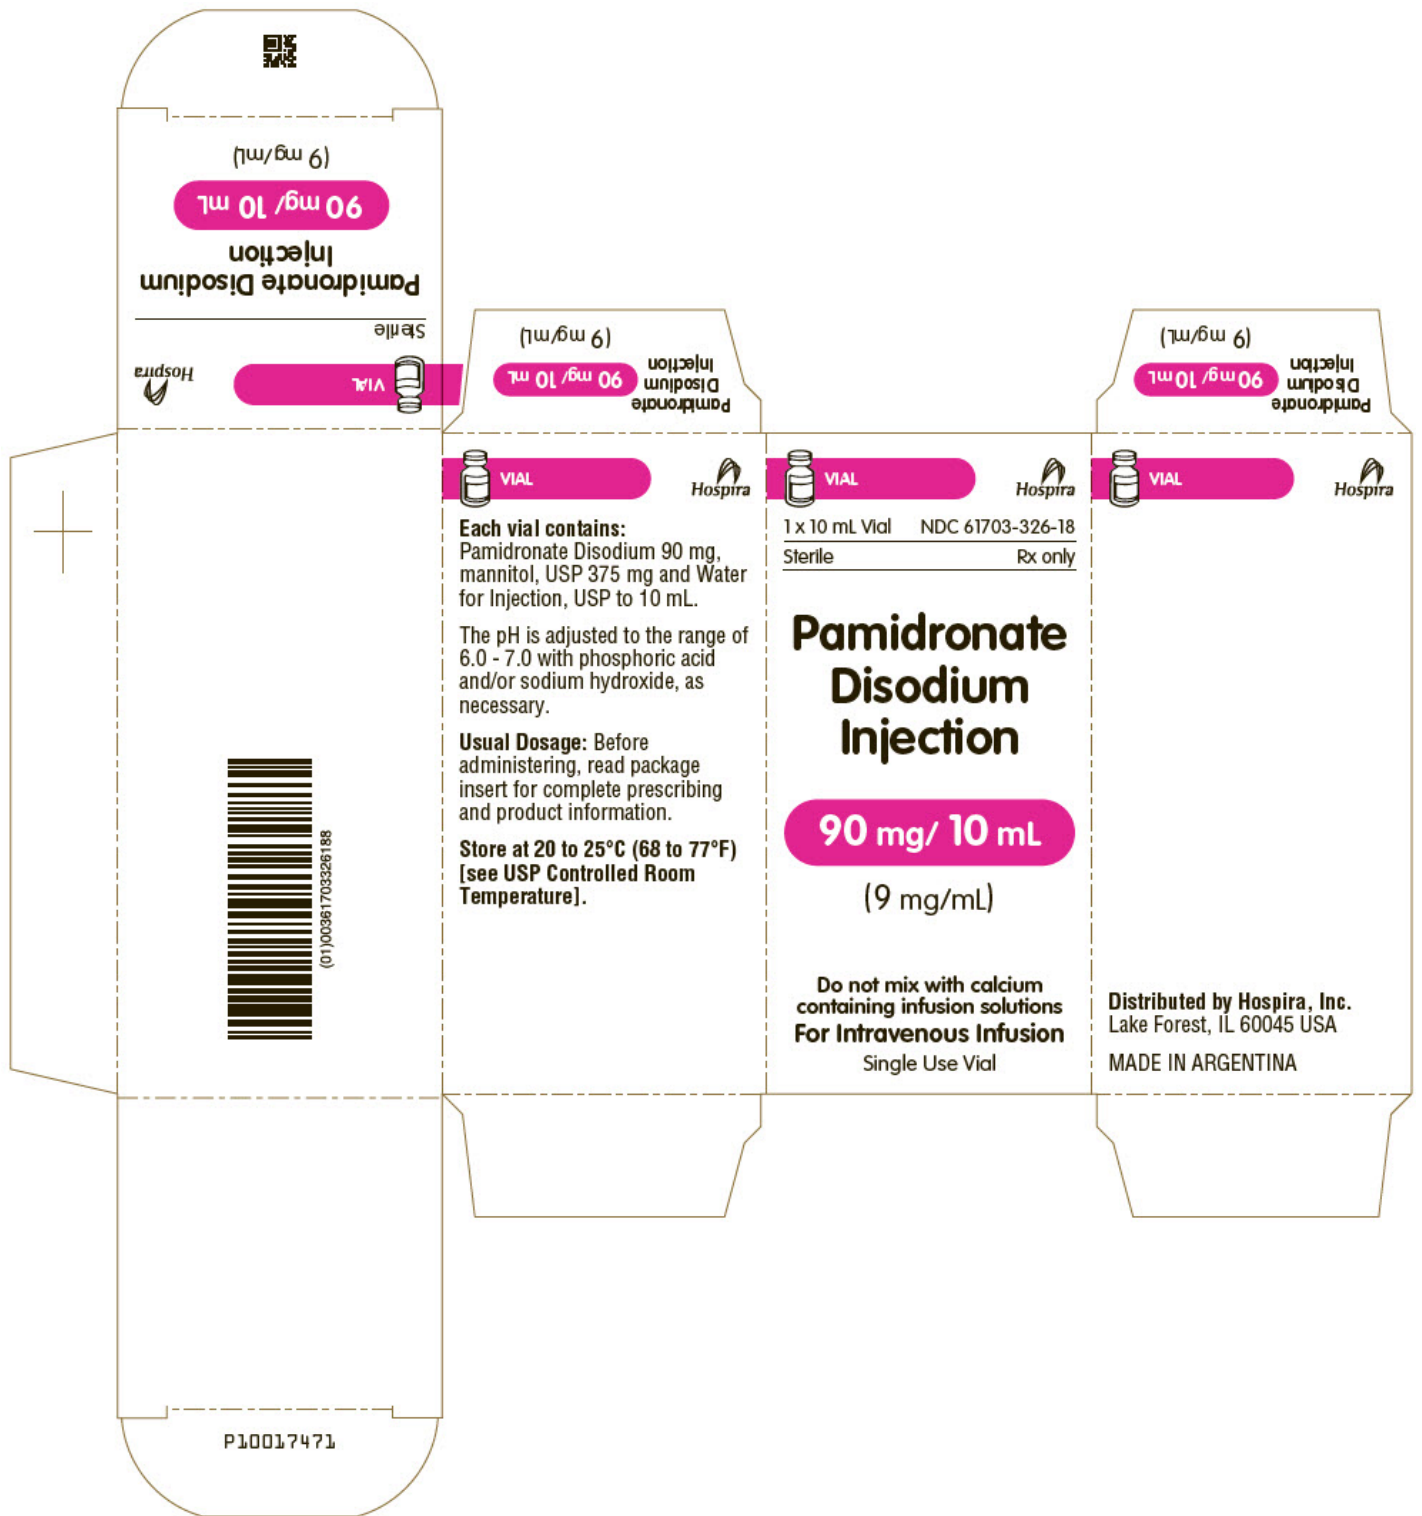 (9 mg/mL)
90 mg/ 10 mL
Pamidronate Disodium
Injection
Sterile
VIAL
Hospira
(9 mg/mL)
90 mg/ 10 mL
Pamidronate
Disodium
Injection
(9 mg/mL)
90 mg/ 10 mL
Pamidronate
Disodium
Injection
(01)00361703326188
VIAL
Hospira
Each vial contains:
Pamidronate Disodium 90 mg,
mannitol, USP 375 mg and Water
for Injection, USP to 10 mL.
The pH is adjusted to the range of
6.0 - 7.0 with phosphoric acid
and/or sodium hydroxide, as
necessary.
Usual Dosage: Before
administering, read package
insert for complete prescribing
and product information.
Store at 20 to 25°C (68 to 77°F)
[see USP Controlled Room
Temperature].
VIAL
Hospira
1 x 10 mL Vial NDC 61703-326-18
Sterile Rx only
Pamidronate
Disodium
Injection
90 mg/ 10 mL
(9 mg/mL)
Do not mix with calcium
containing infusion solutions
For Intravenous Infusion
Single Use Vial
VIAL
Hospira
Distributed by Hospira, Inc.
Lake Forest, IL 60045 USA
MADE IN ARGENTINA
P10017471